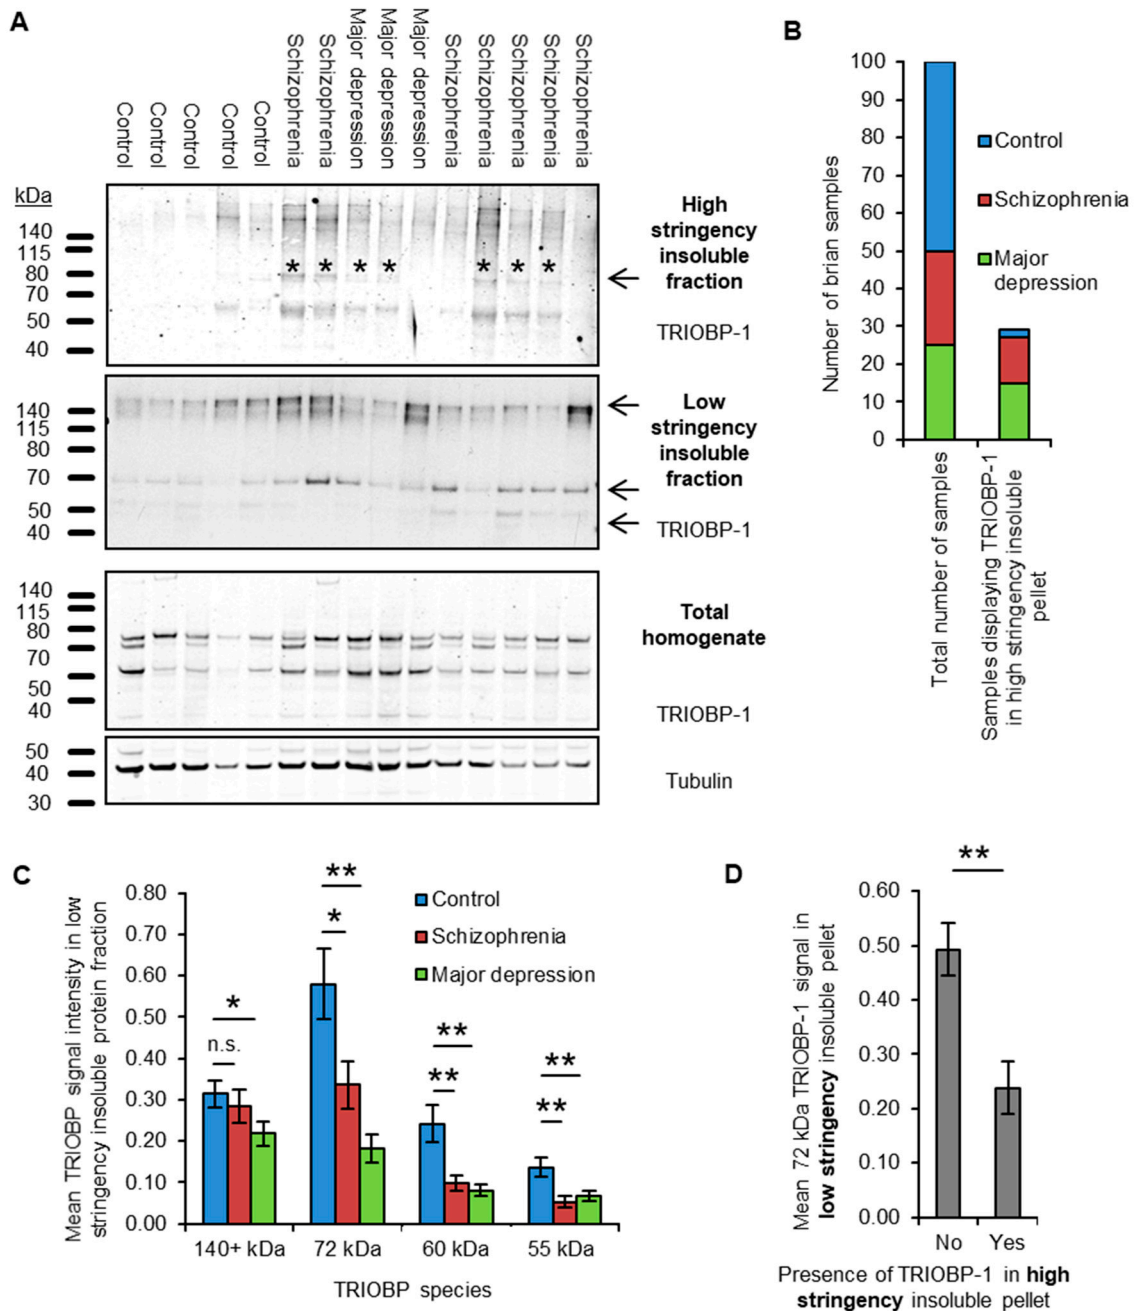 A
Control
Control
Control
Control
Control
Schizophrenia
Schizophrenia
Major depression
Major depression
Major depression
Schizophrenia
Schizophrenia
Schizophrenia
Schizophrenia
Schizophrenia
kDa
140
115
80
70
50
40
* * * * * * *
High
stringency
insoluble
fraction
TRIOBP-1
140
115
80
70
50
40
Low
stringency
insoluble
fraction
TRIOBP-1
140
115
80
70
50
40
Total
homogenate
TRIOBP-1
50
40
30
Tubulin
B
Number of brian samples
100
90
80
70
60
50
40
30
20
10
0
Control
Schizophrenia
Major
depression
Total number of samples
Samples displaying TRIOBP-1
in high stringency insoluble
pellet
C
Mean TRIOBP signal intensity in low
stringency insoluble protein fraction
0.80
0.70
0.60
0.50
0.40
0.30
0.20
0.10
0.00
Control
Schizophrenia
Major depression
*
n.s.
**
*
**
**
**
**
140+ kDa
72 kDa
60 kDa
55 kDa
TRIOBP species
D
Mean 72 kDa TRIOBP-1 signal in
low stringency insoluble pellet
0.60
0.50
0.40
0.30
0.20
0.10
0.00
**
No
Yes
Presence of TRIOBP-1 in high
stringency insoluble pellet